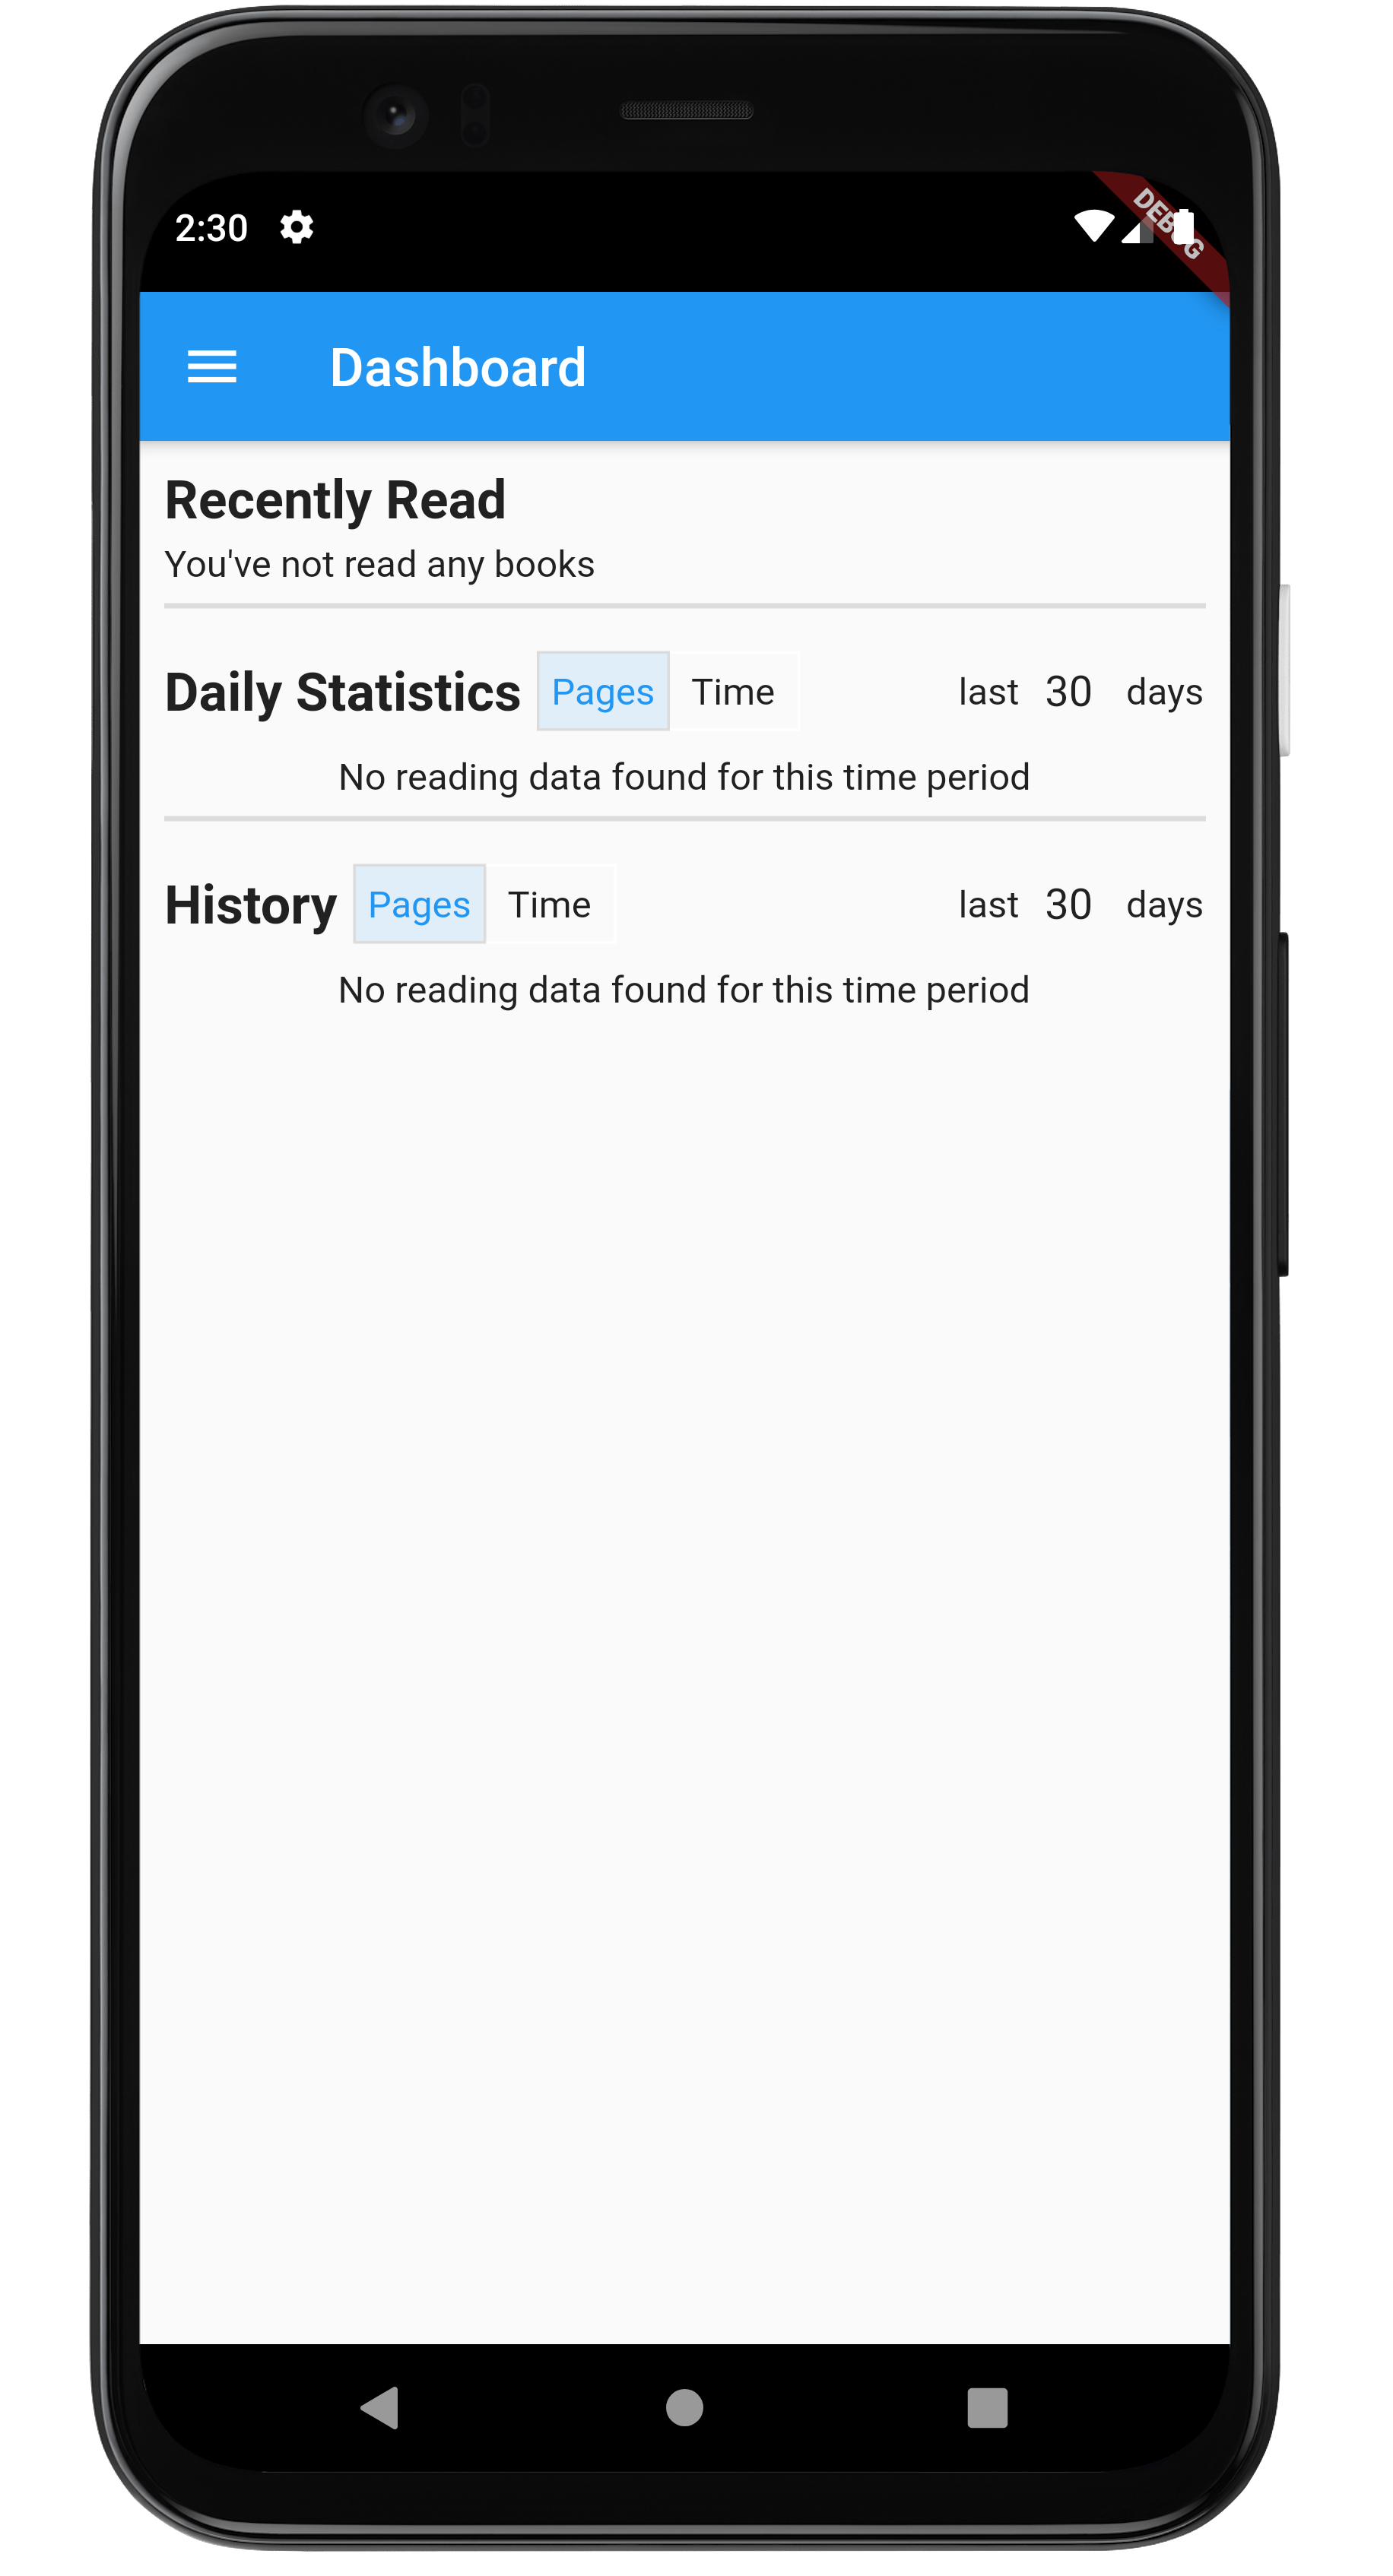 2:30
DEBUG
Dashboard
Recently Read
You've not read any books
Daily Statistics Pages Time last 30 days
No reading data found for this time period
History Pages Time last 30 days
No reading data found for this time period